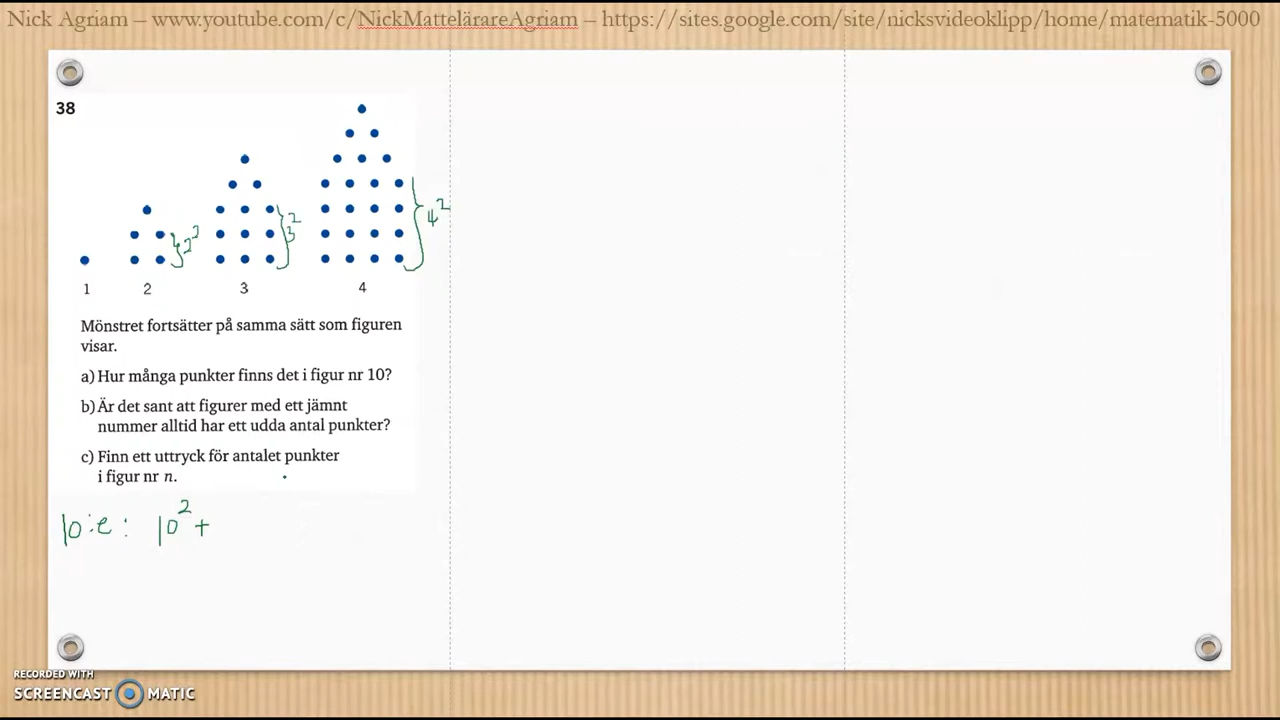 Nick Agriam – www.youtube.com/c/NickMattelärareAgriam – https://sites.google.com/site/nicksvideoklipp/home/matematik-5000
38
2²
3²
4²
1 2 3 4
Mönstret fortsätter på samma sätt som figuren
visar.
a) Hur många punkter finns det i figur nr 10?
b) Är det sant att figurer med ett jämnt
nummer alltid har ett udda antal punkter?
c) Finn ett uttryck för antalet punkter
i figur nr n.
10:e: 10² +
RECORDED WITH
SCREENCAST MATIC